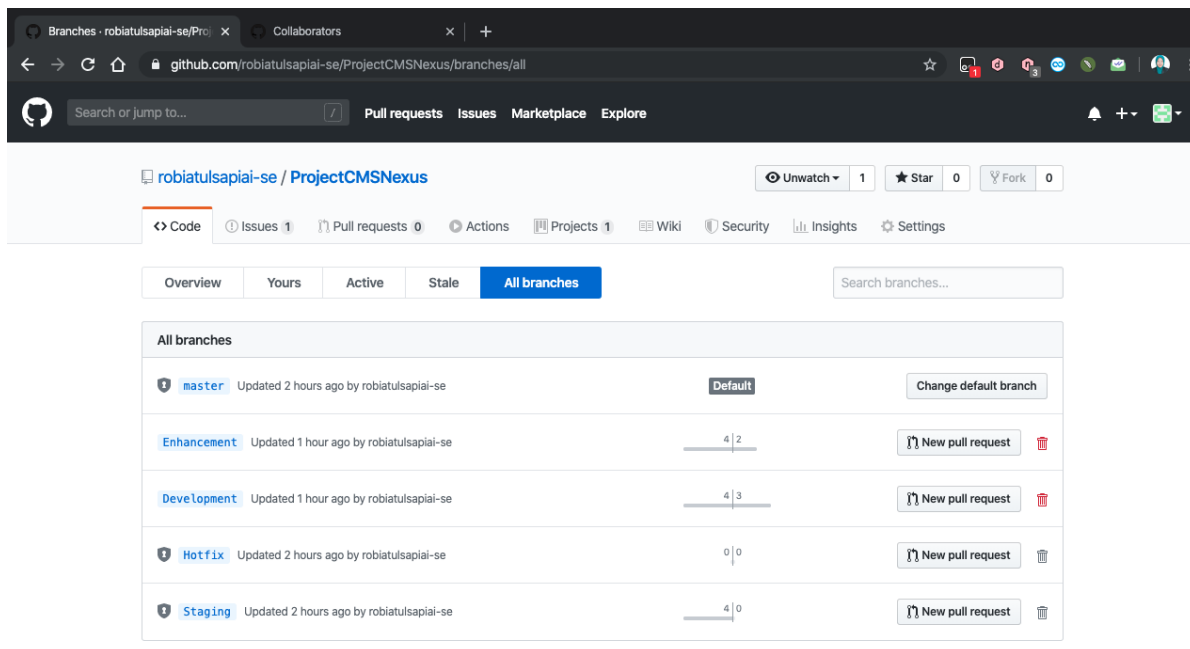 Branches · robiatulsapiai-se/Proj Collaborators
github.com/robiatulsapiai-se/ProjectCMSNexus/branches/all 1 3
Search or jump to... / Pull requests Issues Marketplace Explore
robiatulsapiai-se / ProjectCMSNexus Unwatch 1 Star 0 Fork 0
Code Issues 1 Pull requests 0 Actions Projects 1 Wiki Security Insights Settings
Overview Yours Active Stale All branches Search branches...
All branches
master Updated 2 hours ago by robiatulsapiai-se Default Change default branch
Enhancement Updated 1 hour ago by robiatulsapiai-se 4 2 New pull request
Development Updated 1 hour ago by robiatulsapiai-se 4 3 New pull request
Hotfix Updated 2 hours ago by robiatulsapiai-se 0 0 New pull request
Staging Updated 2 hours ago by robiatulsapiai-se 4 0 New pull request